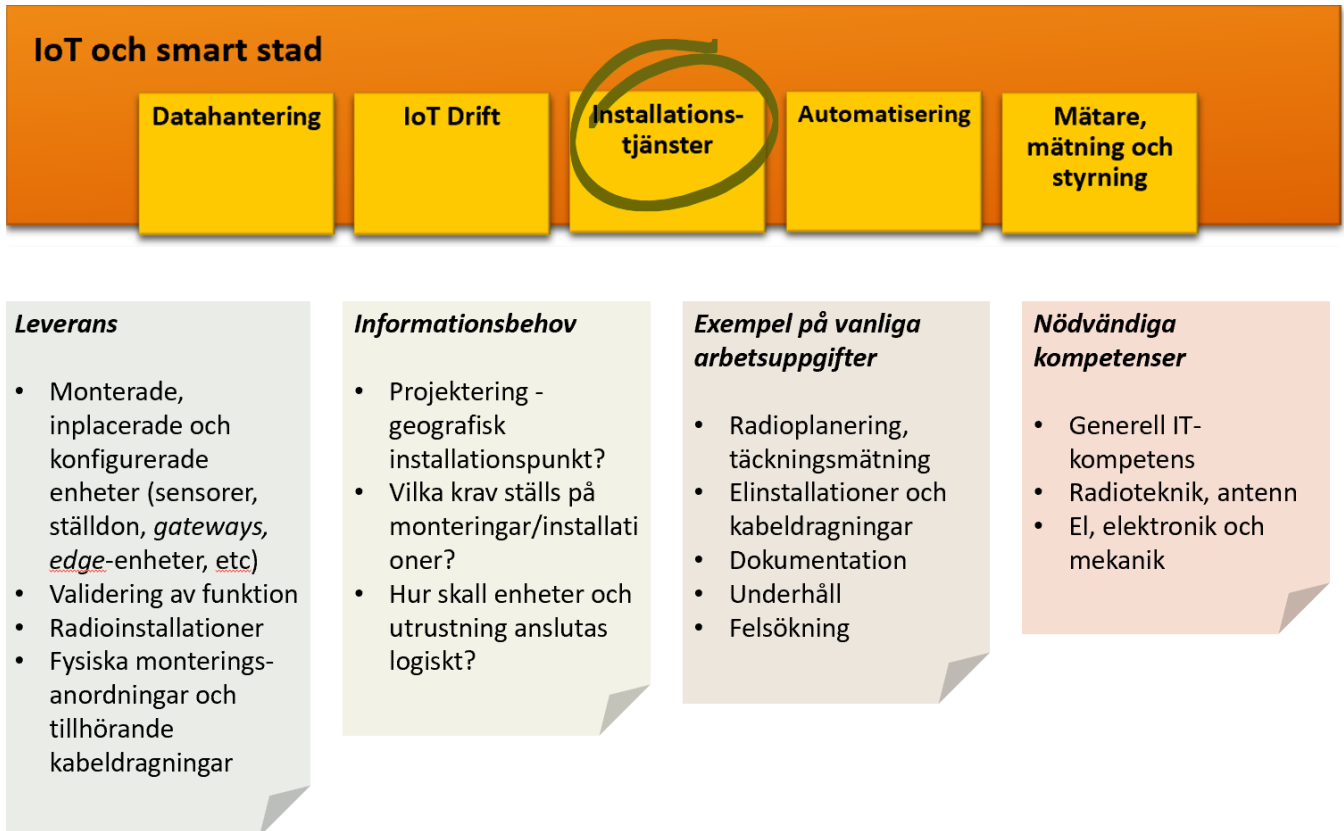 IoT och smart stad
Datahantering
IoT Drift
Installations-
tjänster
Automatisering
Mätare,
mätning och
styrning
Leverans
• Monterade,
inplacerade och
konfigurerade
enheter (sensorer,
ställdon, gateways,
edge-enheter, etc)
• Validering av funktion
• Radioinstallationer
• Fysiska monterings-
anordningar och
tillhörande
kabeldragningar
Informationsbehov
• Projektering -
geografisk
installationspunkt?
• Vilka krav ställs på
monteringar/installati
oner?
• Hur skall enheter och
utrustning anslutas
logiskt?
Exempel på vanliga
arbetsuppgifter
• Radioplanering,
täckningsmätning
• Elinstallationer och
kabeldragningar
• Dokumentation
• Underhåll
• Felsökning
Nödvändiga
kompetenser
• Generell IT-
kompetens
• Radioteknik, antenn
• El, elektronik och
mekanik